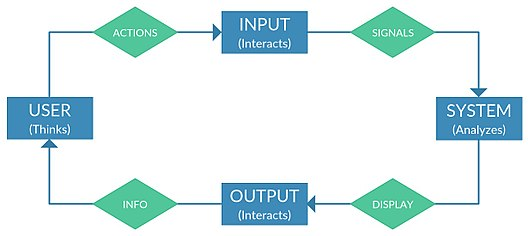 ACTIONS
INPUT
(Interacts)
SIGNALS
USER
(Thinks)
SYSTEM
(Analyzes)
INFO
OUTPUT
(Interacts)
DISPLAY